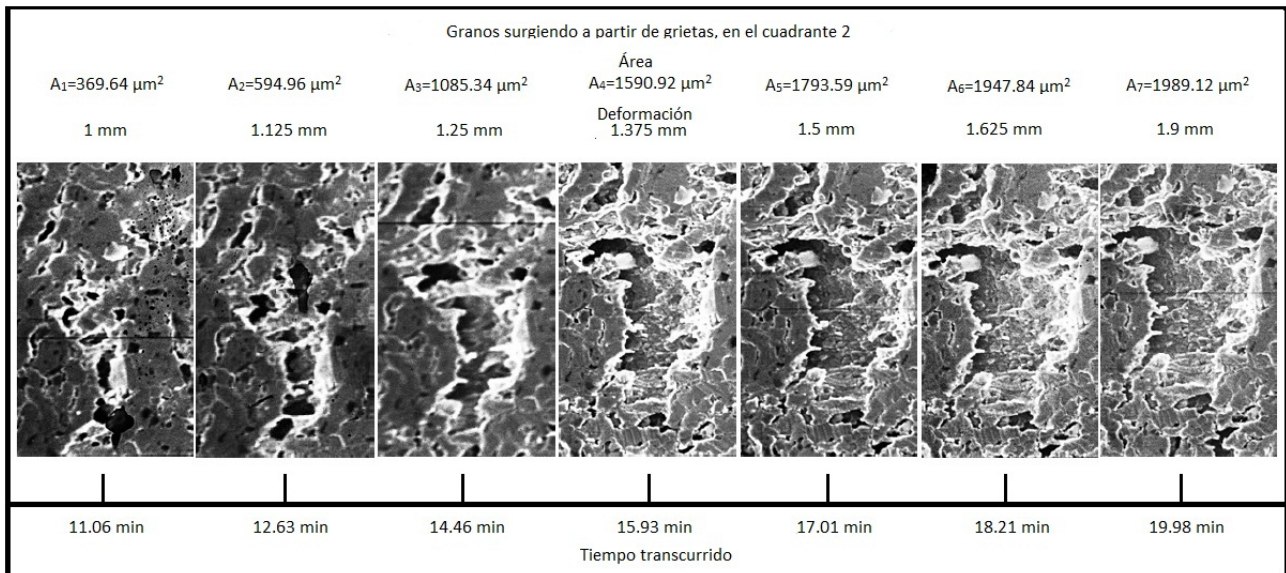 Granos surgiendo a partir de grietas, en el cuadrante 2
Área
A₁=369.64 µm² A₂=594.96 µm² A₃=1085.34 µm² A₄=1590.92 µm² A₅=1793.59 µm² A₆=1947.84 µm² A₇=1989.12 µm²
Deformación
1 mm 1.125 mm 1.25 mm 1.375 mm 1.5 mm 1.625 mm 1.9 mm
11.06 min 12.63 min 14.46 min 15.93 min 17.01 min 18.21 min 19.98 min
Tiempo transcurrido